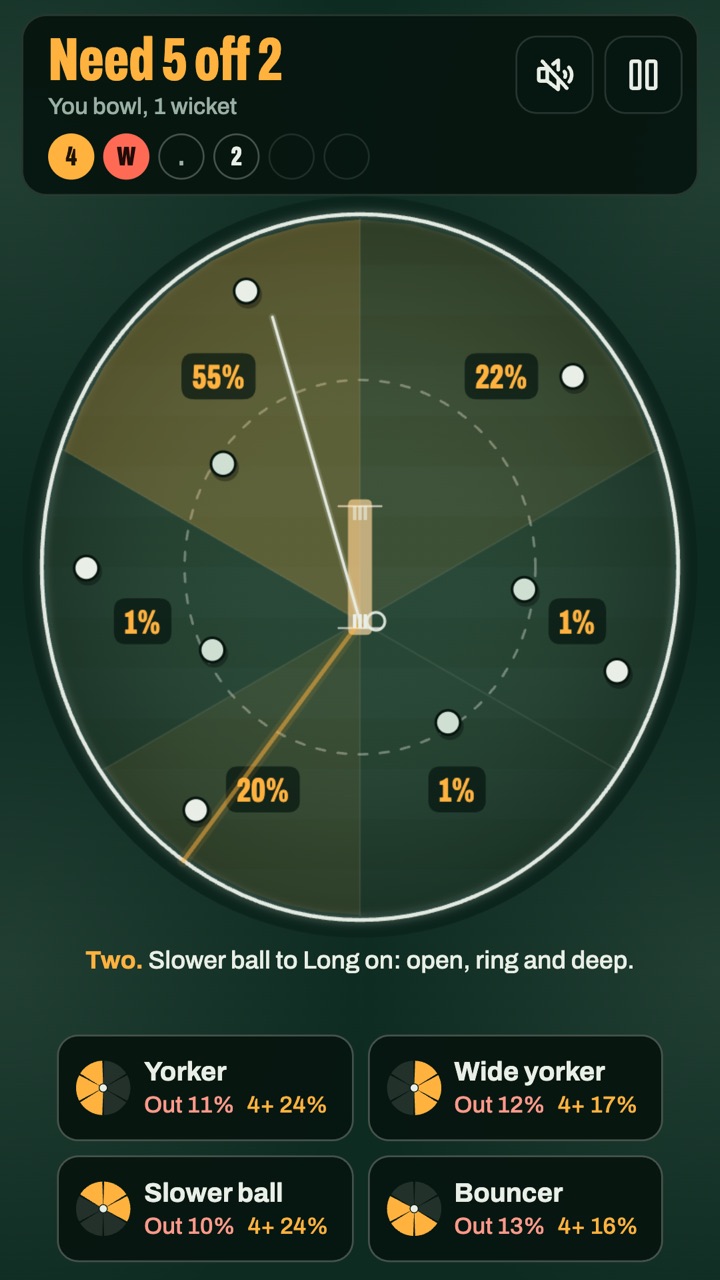 Need 5 off 2
You bowl, 1 wicket
4 W . 2
55%
22%
1%
1%
20%
1%
Two. Slower ball to Long on: open, ring and deep.
Yorker
Out 11% 4+ 24%
Wide yorker
Out 12% 4+ 17%
Slower ball
Out 10% 4+ 24%
Bouncer
Out 13% 4+ 16%